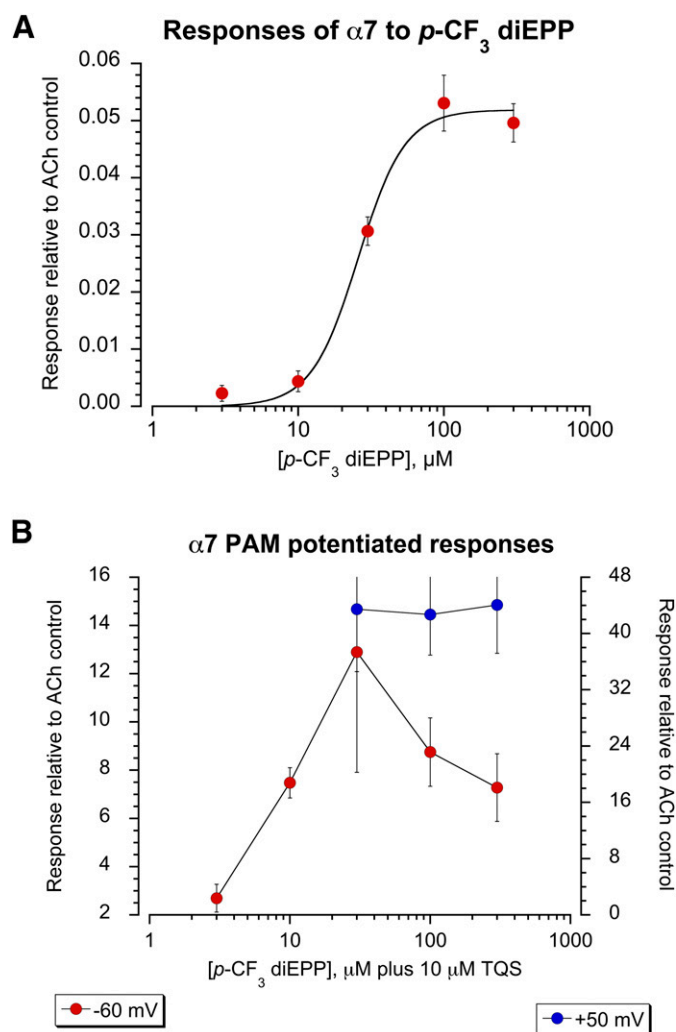 A
Responses of α7 to p-CF₃ diEPP
Response relative to ACh control
0.06
0.05
0.04
0.03
0.02
0.01
0.00
1 10 100 1000
[p-CF₃ diEPP], µM
B
α7 PAM potentiated responses
Response relative to ACh control
16
14
12
10
8
6
4
2
48
40
32
24
16
8
0
Response relative to ACh control
1 10 100 1000
[p-CF₃ diEPP], µM plus 10 µM TQS
-60 mV
+50 mV